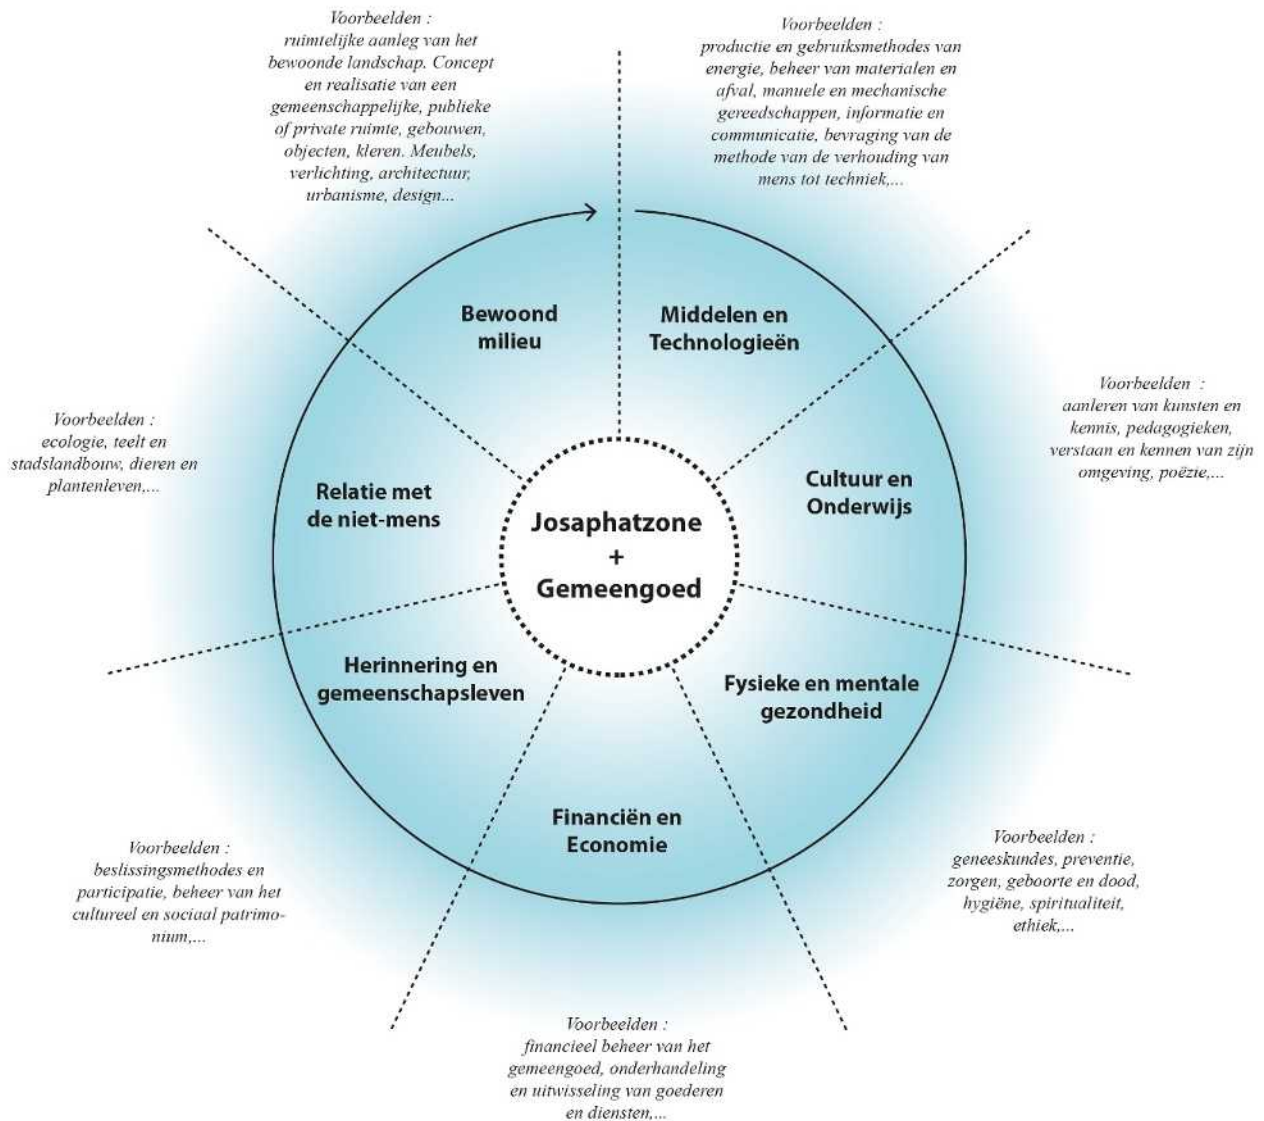 Voorbeelden :
ruimtelijke aanleg van het
bewoonde landschap. Concept
en realisatie van een
gemeenschappelijke, publieke
of private ruimte, gebouwen,
objecten, kleren. Meubels,
verlichting, architectuur,
urbanisme, design...
Voorbeelden :
productie en gebruiksmethodes van
energie, beheer van materialen en
afval, manuele en mechanische
gereedschappen, informatie en
communicatie, bevraging van de
methode van de verhouding van
mens tot techniek,...
Bewoond
milieu
Middelen en
Technologieën
Voorbeelden :
aanleren van kunsten en
kennis, pedagogieken,
verstaan en kennen van zijn
omgeving, poëzie,...
Voorbeelden :
ecologie, teelt en
stadslandbouw, dieren en
plantenleven,...
Relatie met
de niet-mens
Cultuur en
Onderwijs
Josaphatzone
+
Gemeengoed
Herinnering en
gemeenschapsleven
Fysieke en mentale
gezondheid
Financiën en
Economie
Voorbeelden :
beslissingsmethodes en
participatie, beheer van het
cultureel en sociaal patrimo-
nium,...
Voorbeelden :
geneeskundes, preventie,
zorgen, geboorte en dood,
hygiëne, spiritualiteit,
ethiek,...
Voorbeelden :
financieel beheer van het
gemeengoed, onderhandeling
en uitwisseling van goederen
en diensten,...